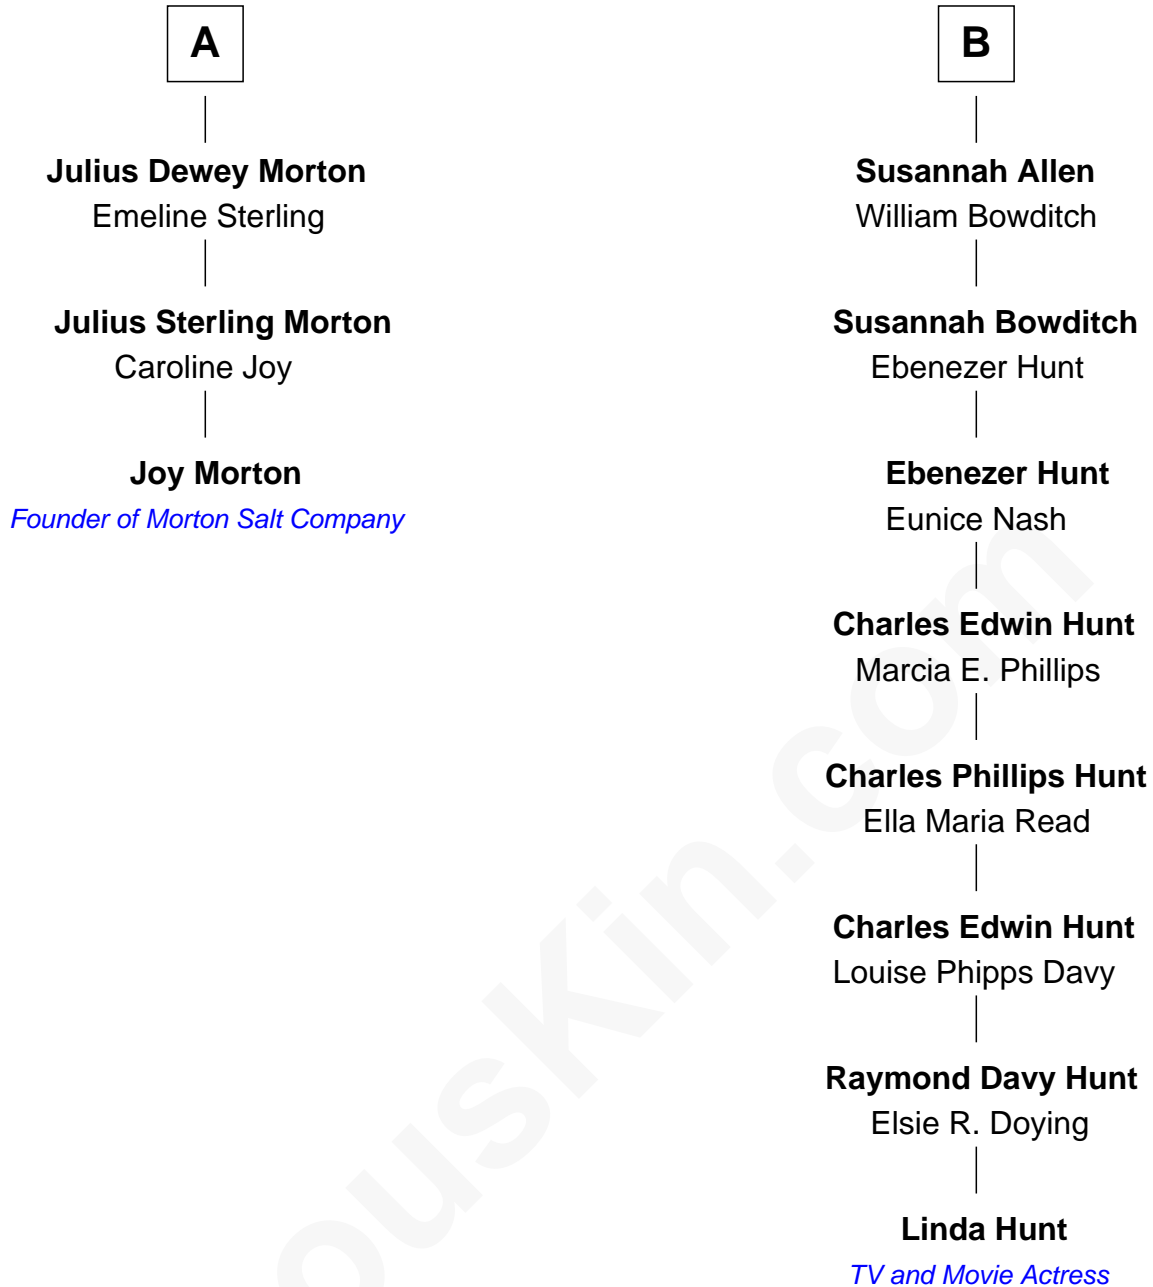 A
Julius Dewey Morton
Emeline Sterling
Julius Sterling Morton
Caroline Joy
Joy Morton
Founder of Morton Salt Company
B
Susannah Allen
William Bowditch
Susannah Bowditch
Ebenezer Hunt
Ebenezer Hunt
Eunice Nash
Charles Edwin Hunt
Marcia E. Phillips
Charles Phillips Hunt
Ella Maria Read
Charles Edwin Hunt
Louise Phipps Davy
Raymond Davy Hunt
Elsie R. Doying
Linda Hunt
TV and Movie Actress
ousKin.com